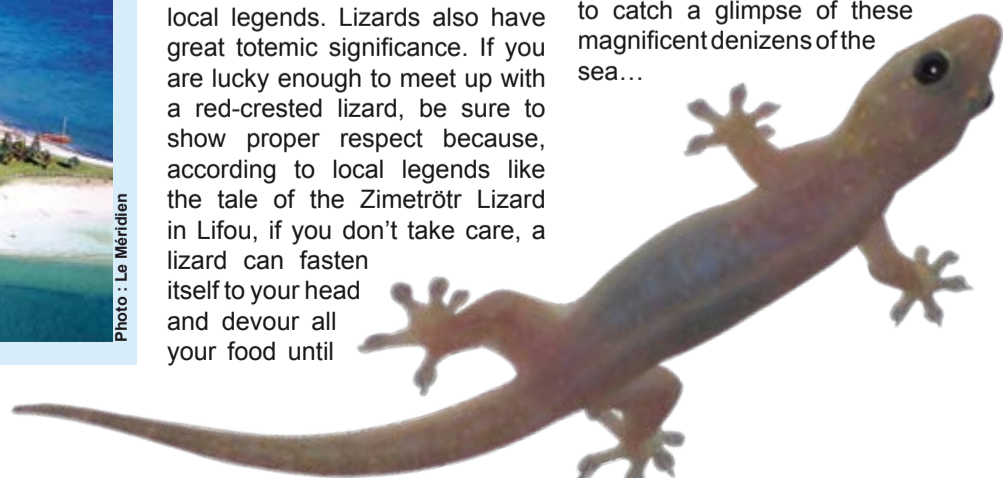 Photo : Le Méridien
local legends. Lizards also have
great totemic significance. If you
are lucky enough to meet up with
a red-crested lizard, be sure to
show proper respect because,
according to local legends like
the tale of the Zimetrötr Lizard
in Lifou, if you don’t take care, a
lizard can fasten
itself to your head
and devour all
your food until
to catch a glimpse of these
magnificent denizens of the
sea…